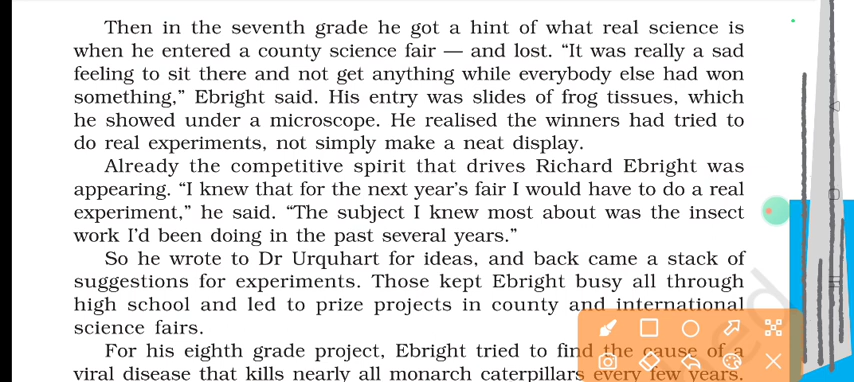 Then in the seventh grade he got a hint of what real science is
when he entered a county science fair — and lost. “It was really a sad
feeling to sit there and not get anything while everybody else had won
something,” Ebright said. His entry was slides of frog tissues, which
he showed under a microscope. He realised the winners had tried to
do real experiments, not simply make a neat display.
Already the competitive spirit that drives Richard Ebright was
appearing. “I knew that for the next year’s fair I would have to do a real
experiment,” he said. “The subject I knew most about was the insect
work I’d been doing in the past several years.”
So he wrote to Dr Urquhart for ideas, and back came a stack of
suggestions for experiments. Those kept Ebright busy all through
high school and led to prize projects in county and international
science fairs.
For his eighth grade project, Ebright tried to find the cause of a
viral disease that kills nearly all monarch caterpillars every few years.